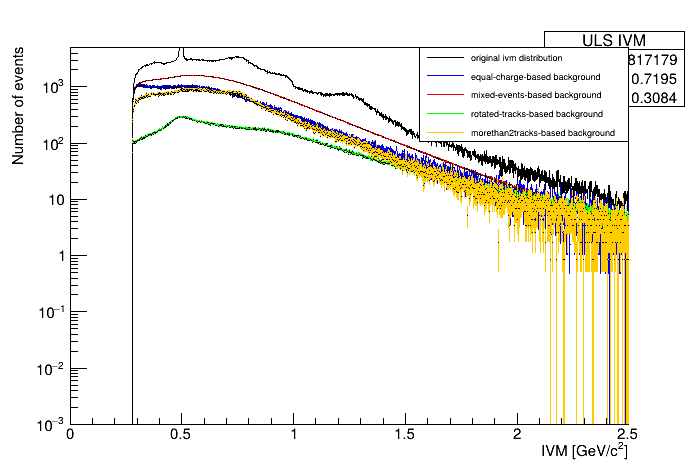 ULS IVM
817179
0.7195
0.3084
original ivm distribution
equal-charge-based background
mixed-events-based background
rotated-tracks-based background
morethan2tracks-based background
Number of events
10³
10²
10
1
10⁻¹
10⁻²
10⁻³
0 0.5 1 1.5 2 2.5
IVM [GeV/c²]